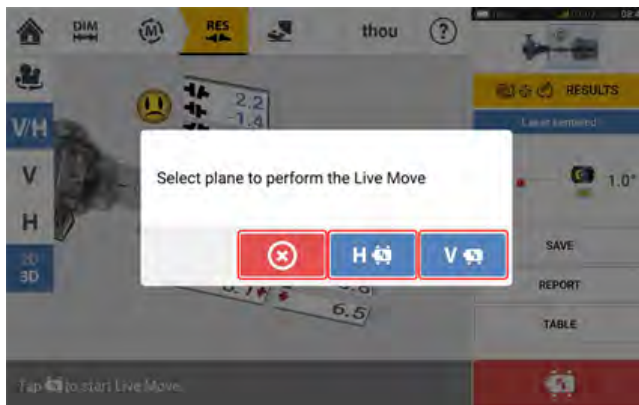 DIM
RES
thou
?
M
RESULTS
V/H
2.2
-1.4
Laser centered
V
Select plane to perform the Live Move
1.0°
H
H
V
SAVE
2D
3D
REPORT
6.5
TABLE
Tap to start Live Move.